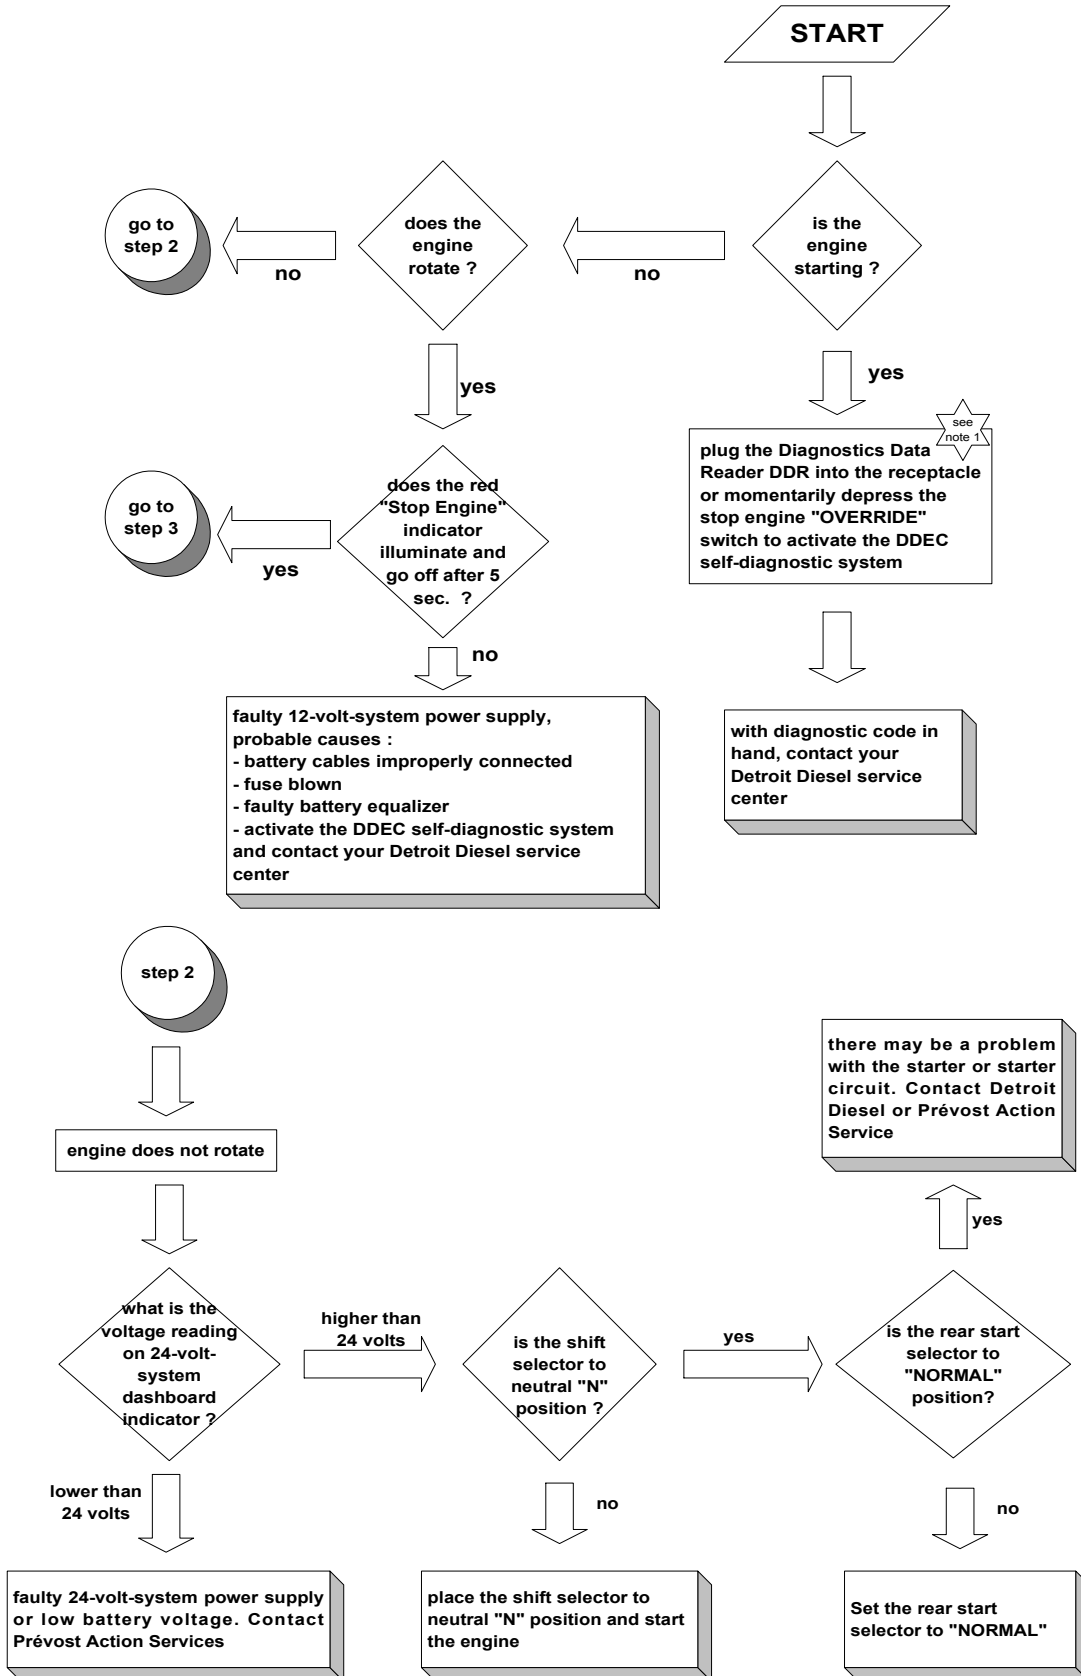 START
go to
step 2
no
does the
engine
rotate ?
no
is the
engine
starting ?
yes
yes
see
note 1
plug the Diagnostics Data
Reader DDR into the receptacle
or momentarily depress the
stop engine "OVERRIDE"
switch to activate the DDEC
self-diagnostic system
go to
step 3
yes
does the red
"Stop Engine"
indicator
illuminate and
go off after 5
sec. ?
no
faulty 12-volt-system power supply,
probable causes :
- battery cables improperly connected
- fuse blown
- faulty battery equalizer
- activate the DDEC self-diagnostic system
and contact your Detroit Diesel service
center
with diagnostic code in
hand, contact your
Detroit Diesel service
center
step 2
engine does not rotate
there may be a problem
with the starter or starter
circuit. Contact Detroit
Diesel or Prévost Action
Service
yes
what is the
voltage reading
on 24-volt-
system
dashboard
indicator ?
higher than
24 volts
is the shift
selector to
neutral "N"
position ?
yes
is the rear start
selector to
"NORMAL"
position?
lower than
24 volts
no
no
faulty 24-volt-system power supply
or low battery voltage. Contact
Prévost Action Services
place the shift selector to
neutral "N" position and start
the engine
Set the rear start
selector to "NORMAL"